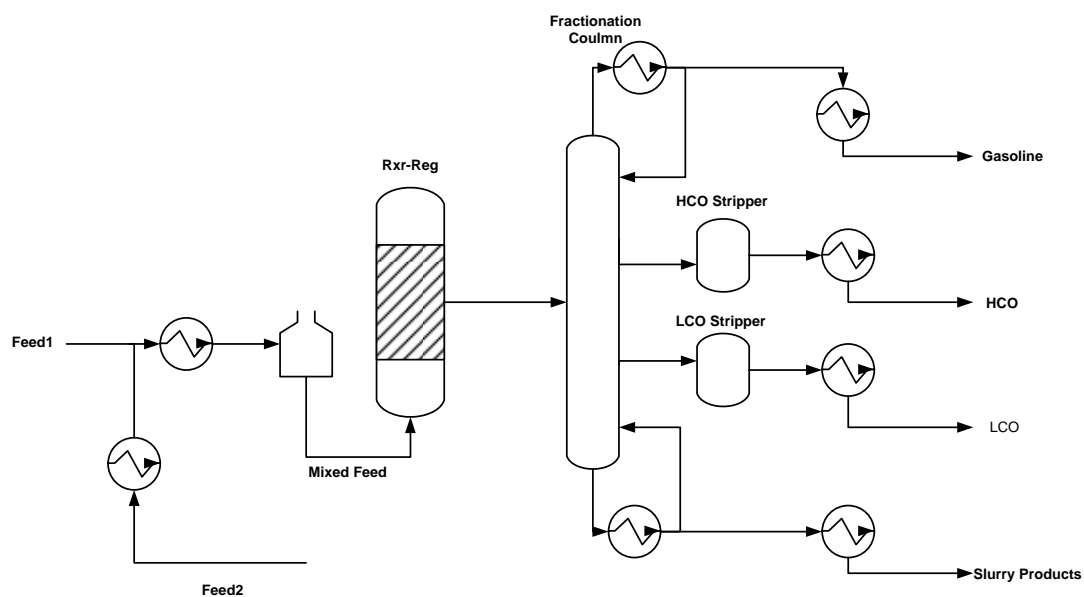 Fractionation
Coulmn
Rxr-Reg
Gasoline
HCO Stripper
HCO
LCO Stripper
Feed1
LCO
Mixed Feed
Slurry Products
Feed2